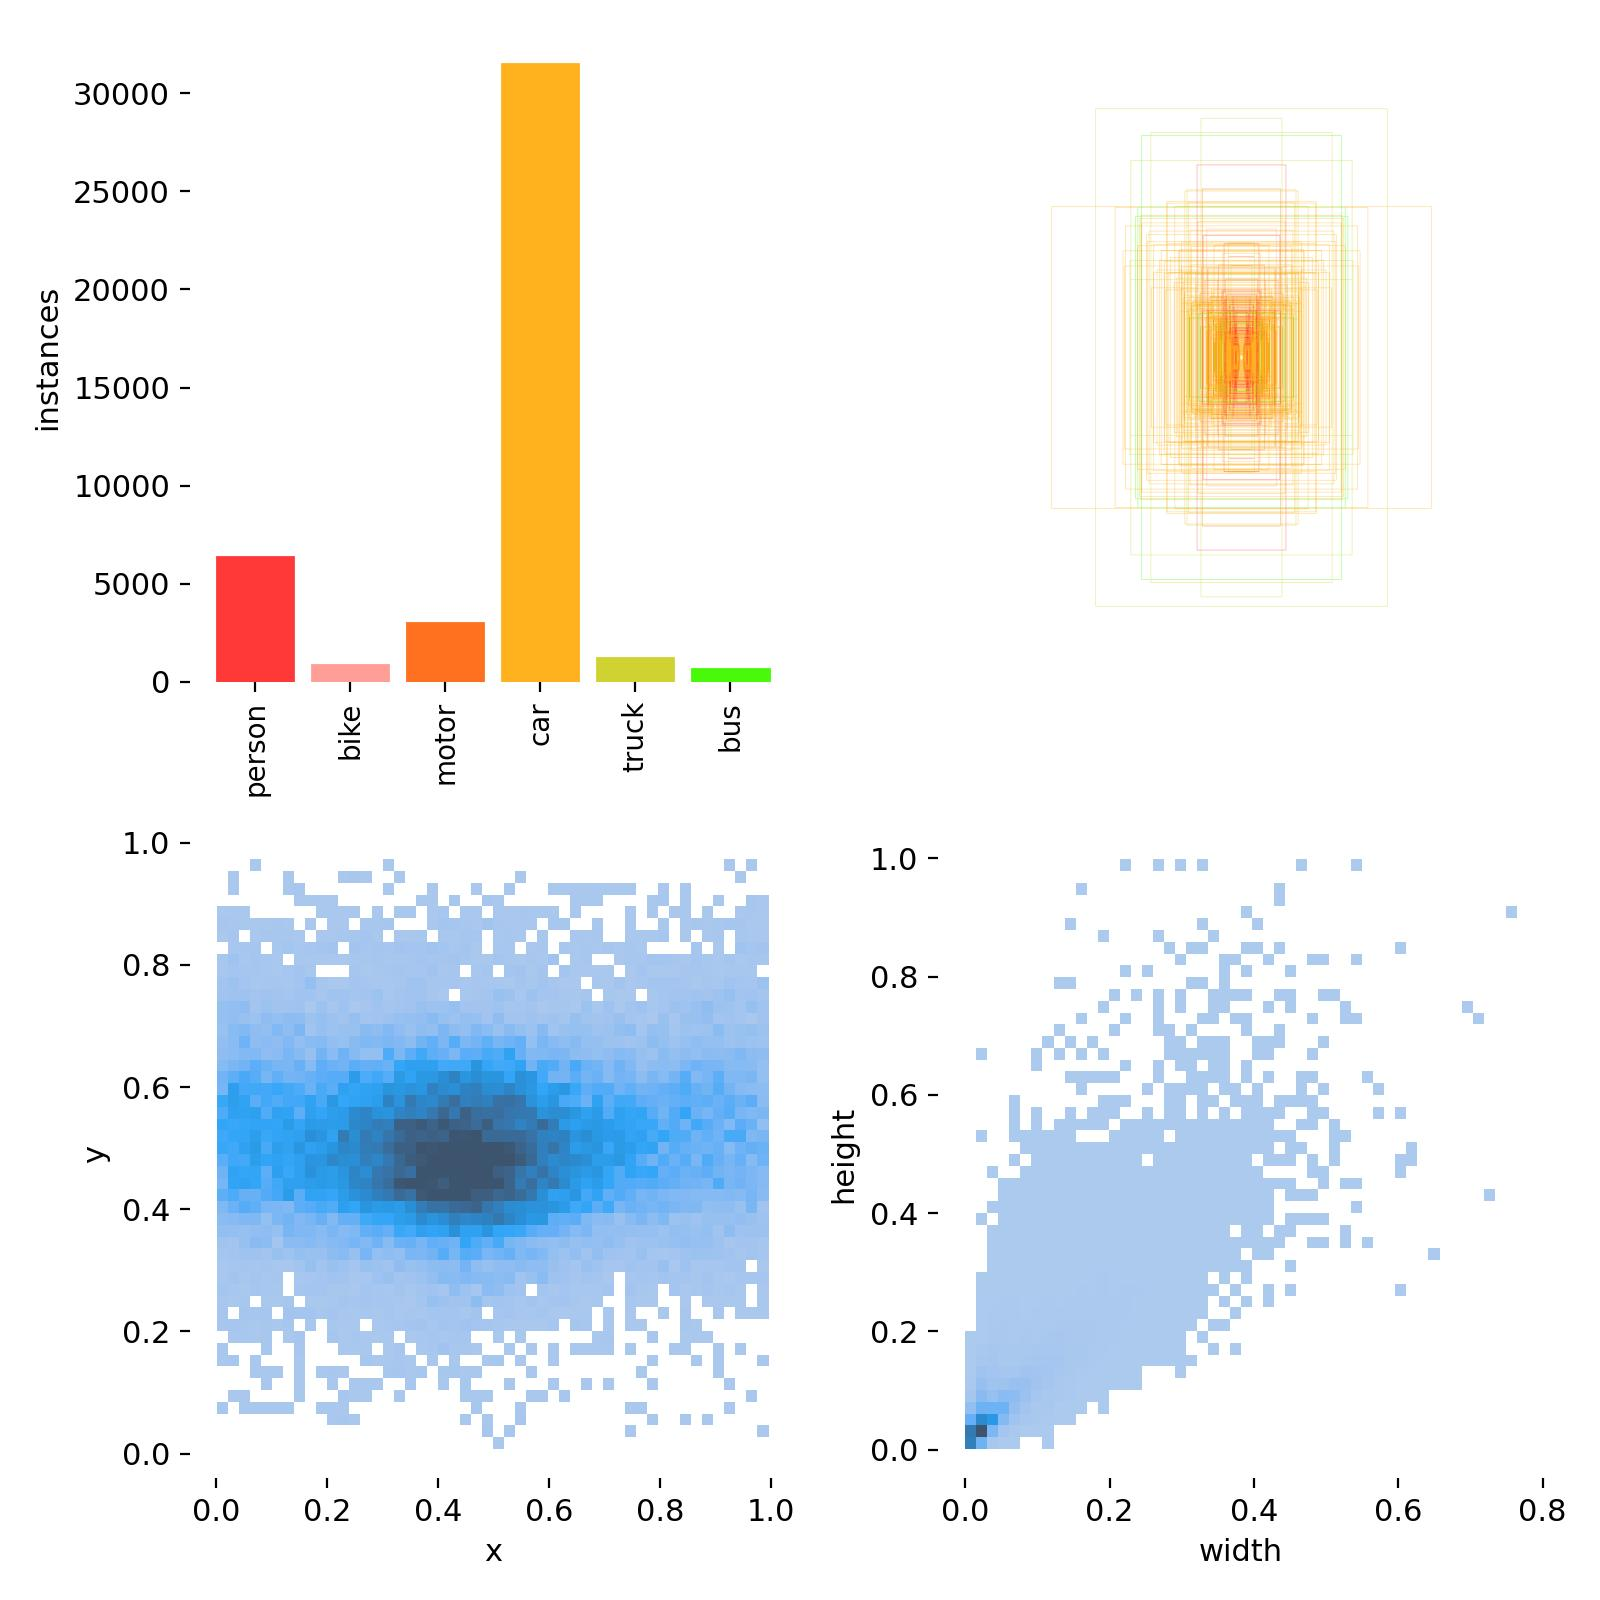 instances
30000
25000
20000
15000
10000
5000
0
person
bike
motor
car
truck
bus
y
1.0
0.8
0.6
0.4
0.2
0.0
0.0 0.2 0.4 0.6 0.8 1.0
x
height
1.0
0.8
0.6
0.4
0.2
0.0
0.0 0.2 0.4 0.6 0.8
width